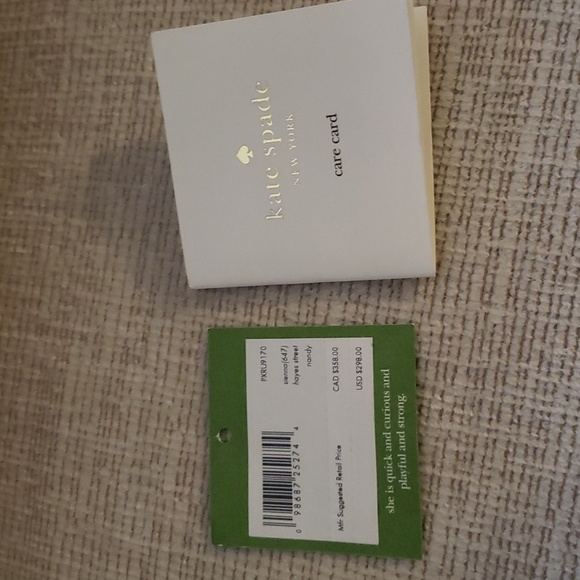 kate spade
NEW YORK
care card
PXRU9170
sienna(647)
hayes street
nandy
0 98687 25274 4
Mfr Suggested Retail Price
CAD $358.00
USD $298.00
she is quick and curious and
playful and strong.